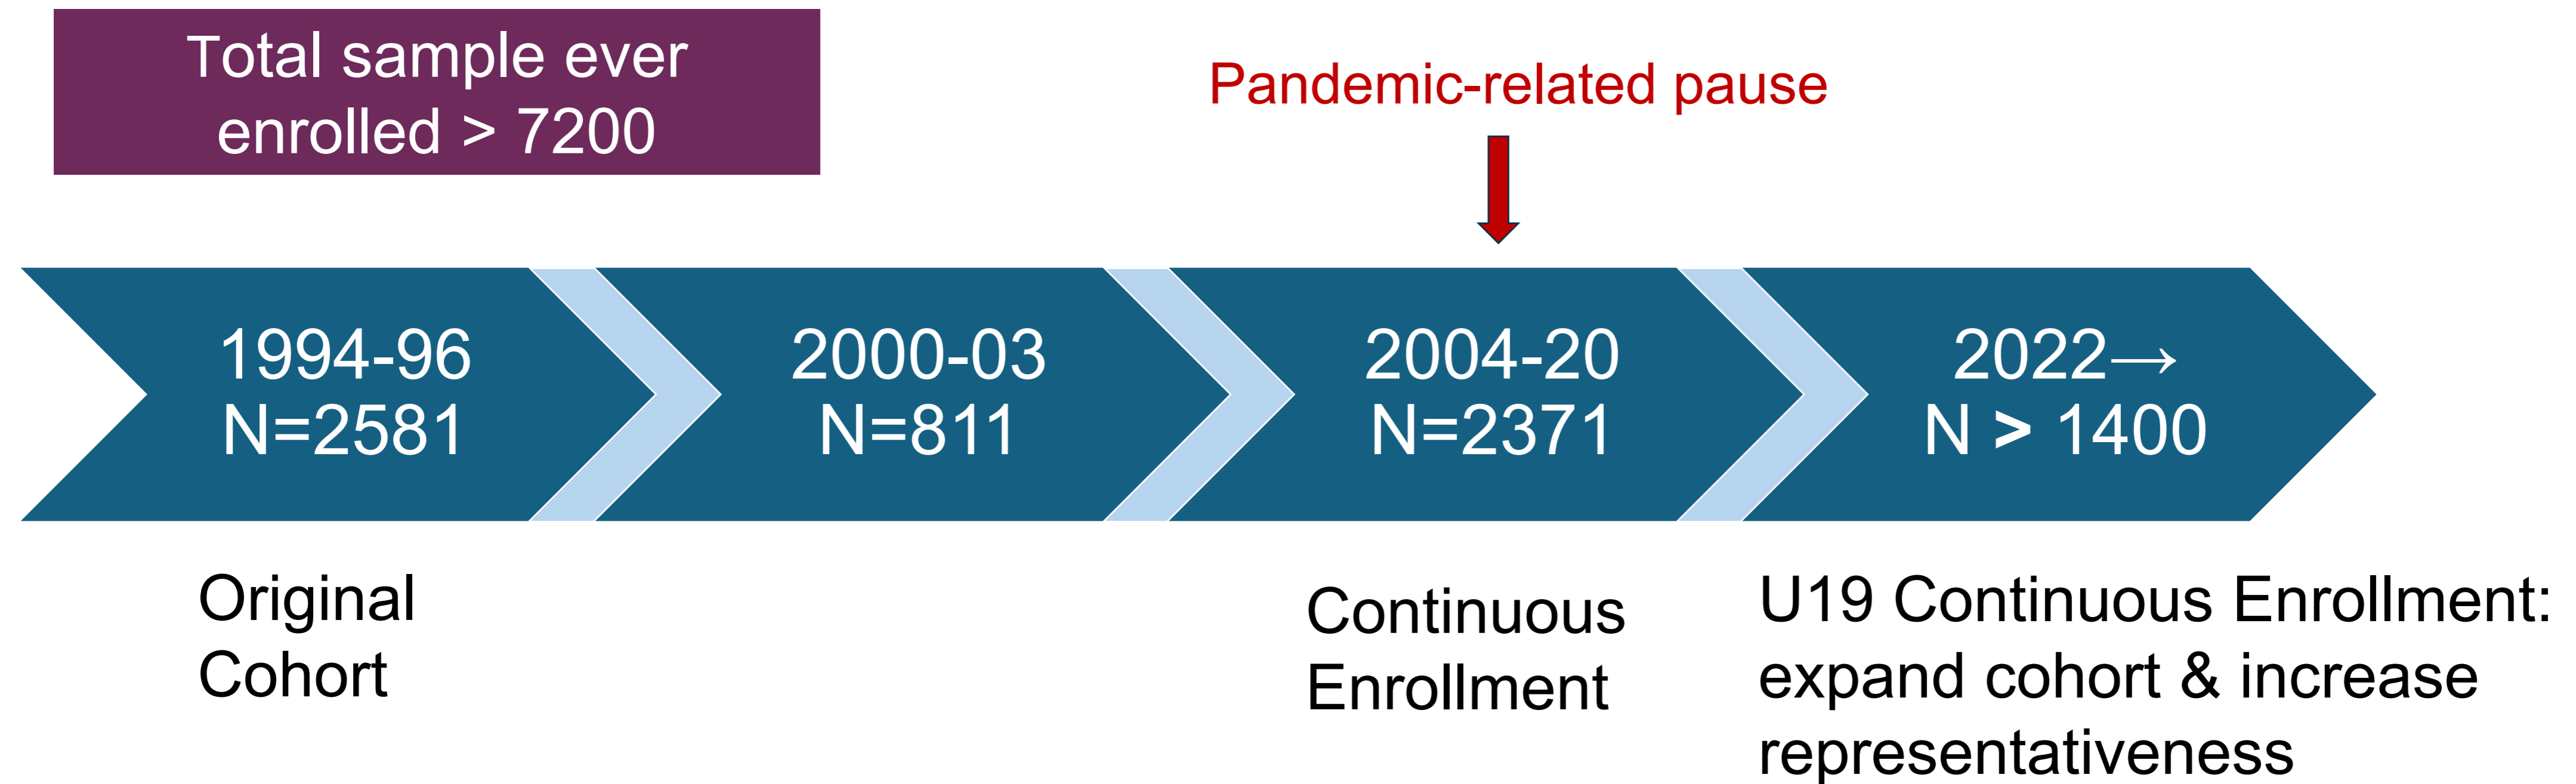 Total sample ever
enrolled > 7200
Pandemic-related pause
1994-96
N=2581
2000-03
N=811
2004-20
N=2371
2022→
N > 1400
Original
Cohort
Continuous
Enrollment
U19 Continuous Enrollment:
expand cohort & increase
representativeness